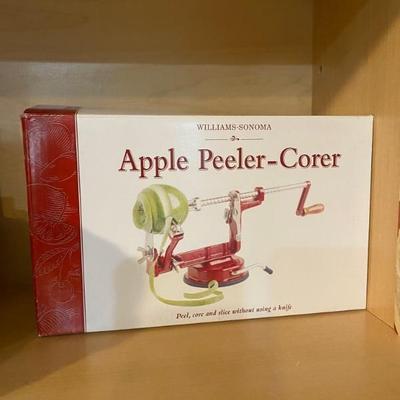 WILLIAMS-SONOMA
Apple Peeler-Corer
Peel, core and slice without using a knife